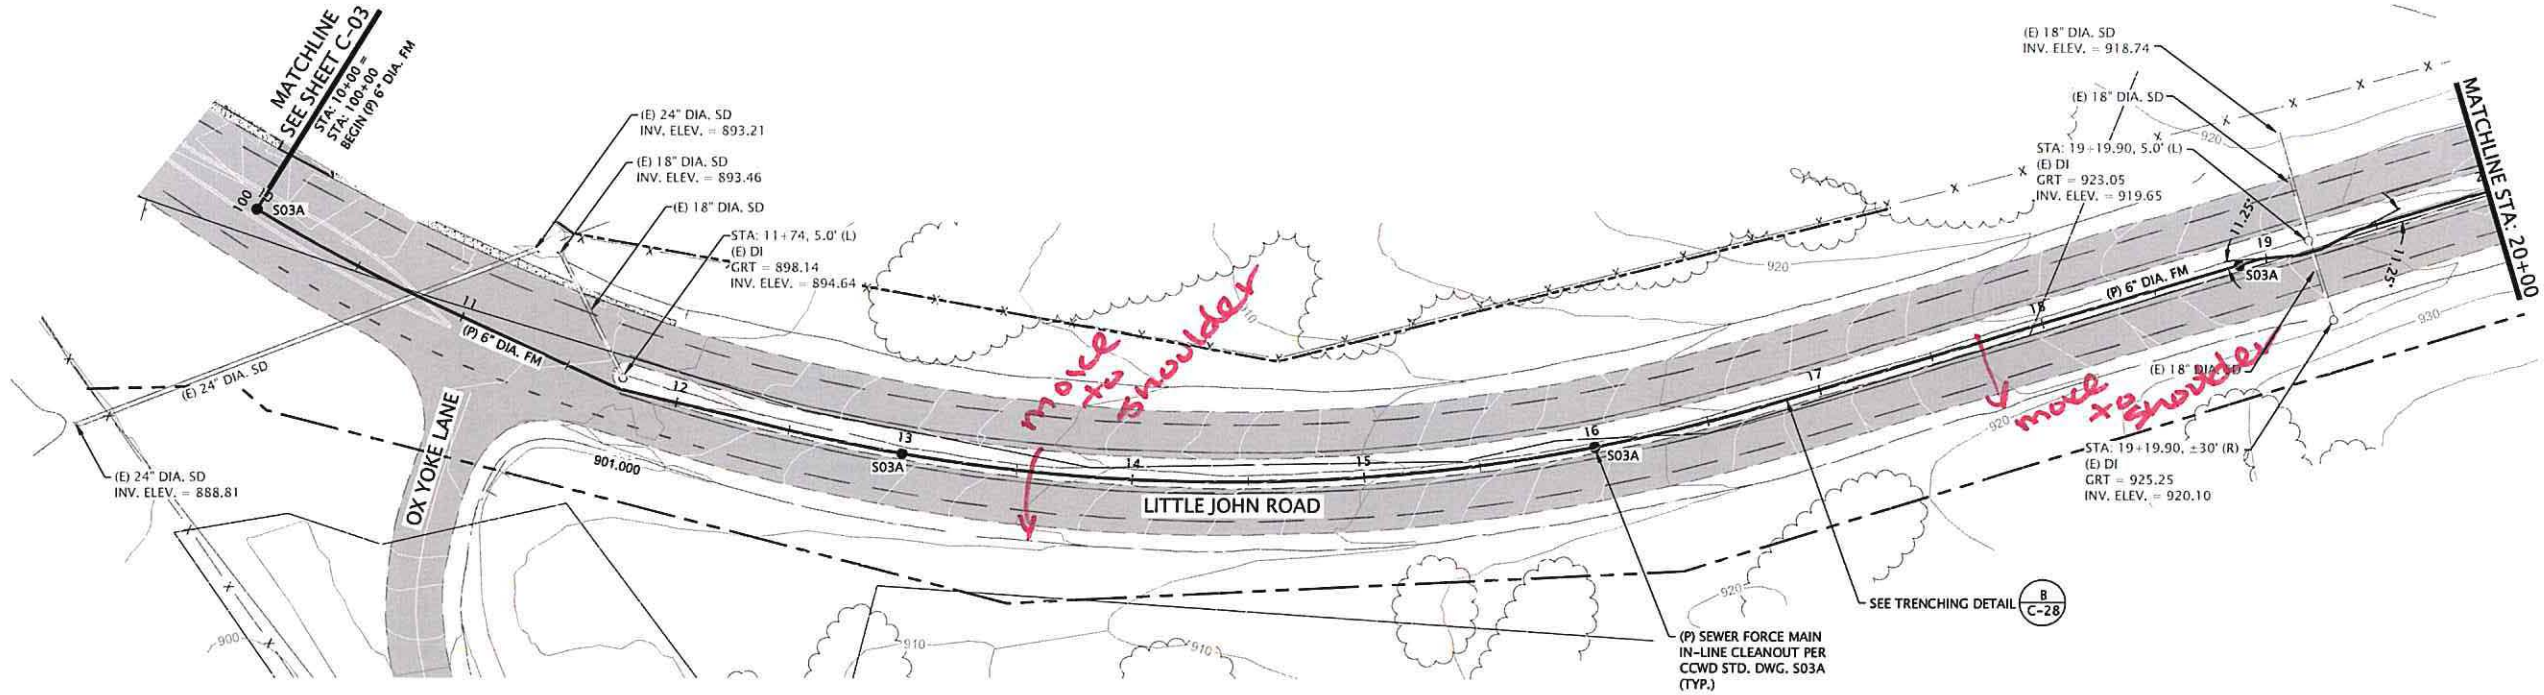 MATCHLINE
SEE SHEET C-03
STA: 10+00 =
STA: 100+00
BEGIN (P) 6" DIA. FM
100
10
S03A
(E) 24" DIA. SD
INV. ELEV. = 893.21
(E) 18" DIA. SD
INV. ELEV. = 893.46
(E) 18" DIA. SD
STA: 11+74, 5.0' (L)
(E) DI
GRT = 898.14
INV. ELEV. = 894.64
11
(P) 6" DIA. FM
(E) 24" DIA. SD
(E) 24" DIA. SD
INV. ELEV. = 888.81
OX YOKE LANE
900
901.000
12
13
S03A
14
15
16
S03A
LITTLE JOHN ROAD
move
to
shoulder
910
910
910
920
920
920
17
18
(P) 6" DIA. FM
(E) 18" DIA. SD
INV. ELEV. = 918.74
(E) 18" DIA. SD
STA: 19+19.90, 5.0' (L)
(E) DI
GRT = 923.05
INV. ELEV. = 919.65
920
11.25°
19
S03A
11.25°
MATCHLINE STA: 20+00
930
(E) 18" DIA. SD
move
to
shoulder
STA: 19+19.90, ±30' (R)
(E) DI
GRT = 925.25
INV. ELEV. = 920.10
SEE TRENCHING DETAIL
B
C-28
(P) SEWER FORCE MAIN
IN-LINE CLEANOUT PER
CCWD STD. DWG. S03A
(TYP.)